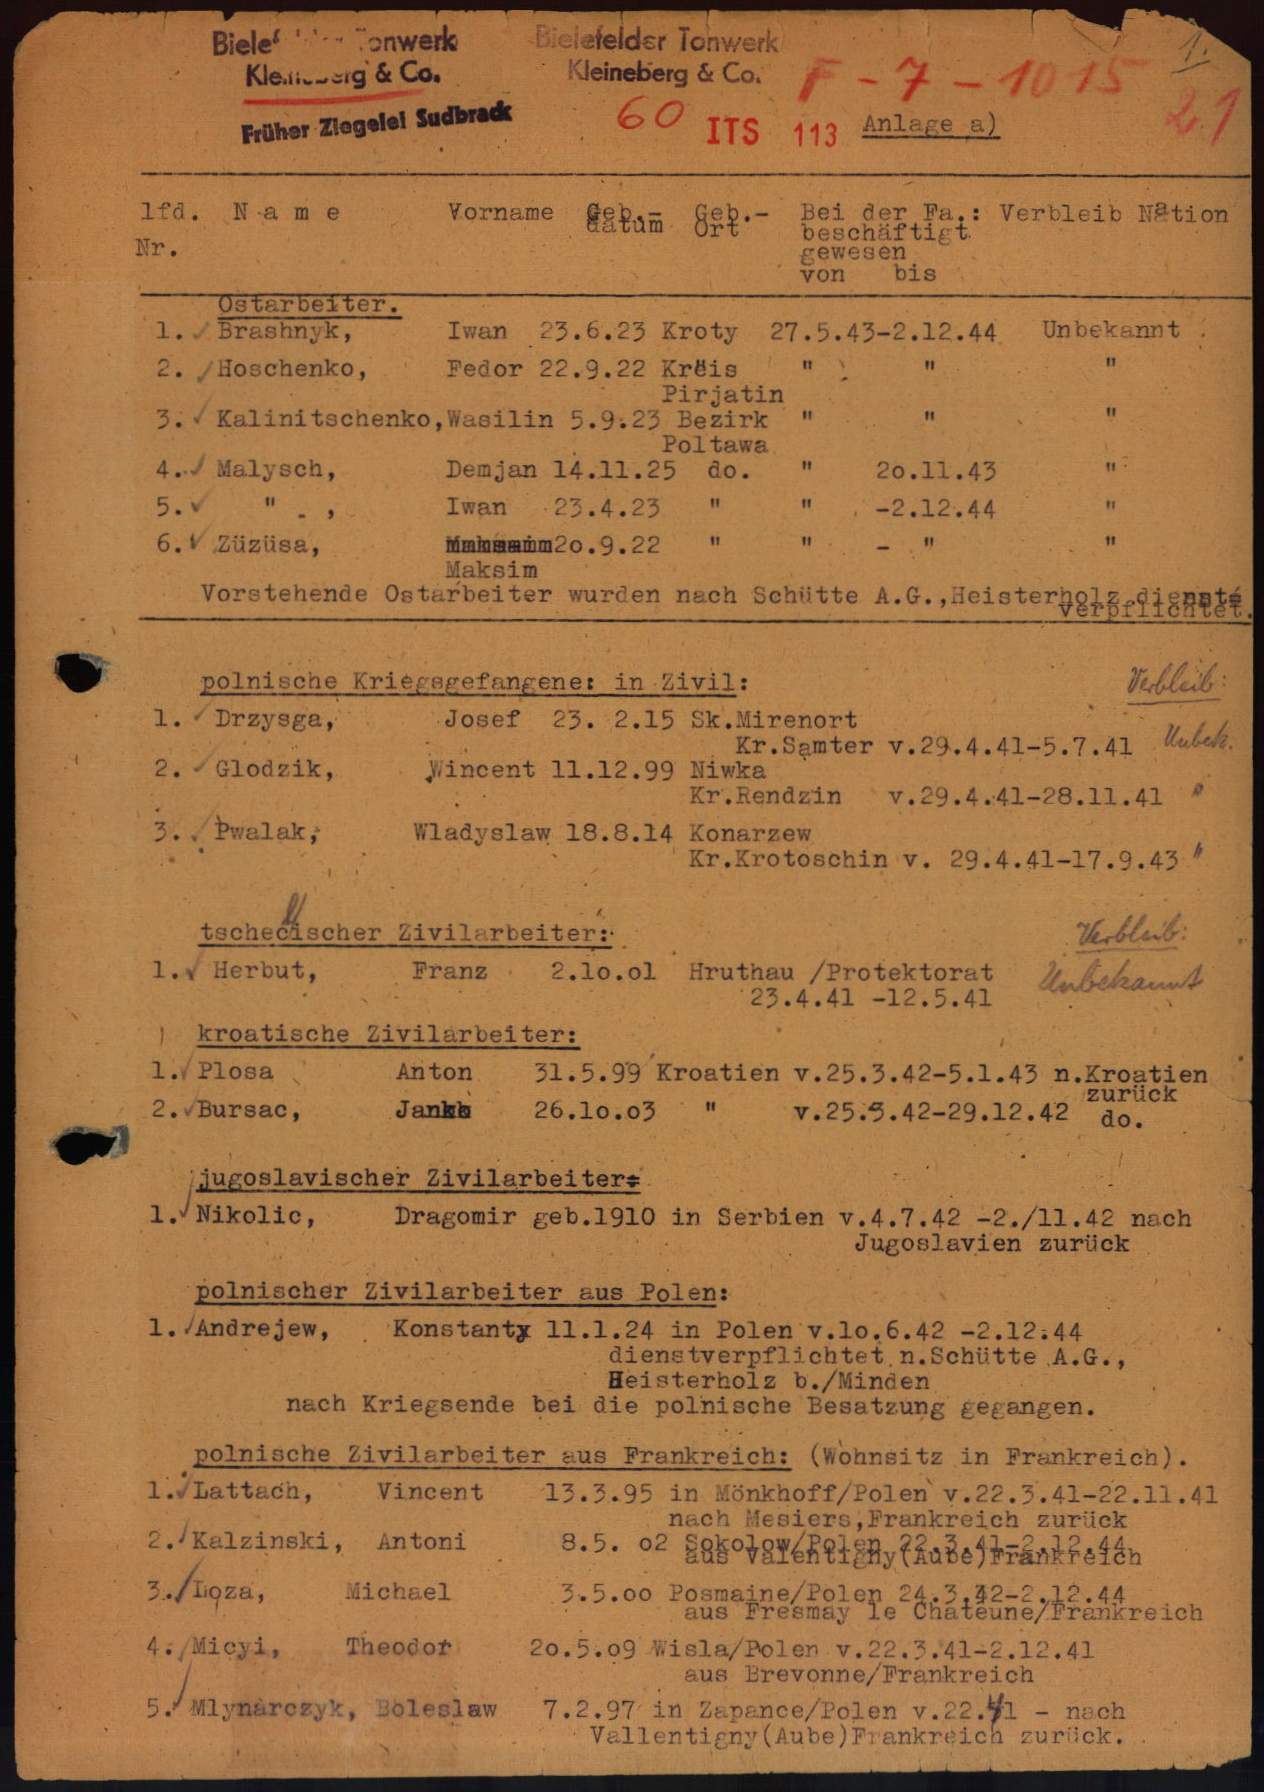 Bielefelder Tonwerk Bielefelder Tonwerk 1.
Kleineberg & Co. Kleineberg & Co. F - 7 - 1015
Früher Ziegelei Sudbrack 60 ITS 113 Anlage a) 21
lfd. N a m e Vorname Geb.- Geb.- Bei der Fa.: Verbleib Nation
datum Ort beschäftigt
Nr. gewesen
von bis
Ostarbeiter.
1. Brashnyk, Iwan 23.6.23 Kroty 27.5.43-2.12.44 Unbekannt
2. Hoschenko, Fedor 22.9.22 Kreis " " "
Pirjatin
3. Kalinitschenko, Wasilin 5.9.23 Bezirk " " "
Poltawa
4. Malysch, Demjan 14.11.25 do. " 2o.11.43 "
5. " - , Iwan 23.4.23 " " -2.12.44 "
6. Züzüsa, 2o.9.22 " " - " "
Maksim
Vorstehende Ostarbeiter wurden nach Schütte A.G.,Heisterholz dienst=
verpflichtet.
polnische Kriegsgefangene: in Zivil: Verbleib:
1. Drzysga, Josef 23. 2.15 Sk.Mirenort
Kr.Samter v.29.4.41-5.7.41 Unbek.
2. Glodzik, Wincent 11.12.99 Niwka
Kr.Rendzin v.29.4.41-28.11.41 "
3. Pwalak, Wladyslaw 18.8.14 Konarzew
Kr.Krotoschin v. 29.4.41-17.9.43 "
tschechischer Zivilarbeiter: Verbleib:
1. Herbut, Franz 2.1o.o1 Hruthau /Protektorat Unbekannt
23.4.41 -12.5.41
kroatische Zivilarbeiter:
1. Plosa Anton 31.5.99 Kroatien v.25.3.42-5.1.43 n.Kroatien
zurück
2. Bursac, 26.1o.o3 " v.25.3.42-29.12.42 do.
jugoslavischer Zivilarbeiter:
1. Nikolic, Dragomir geb.1910 in Serbien v.4.7.42 -2./11.42 nach
Jugoslavien zurück
polnischer Zivilarbeiter aus Polen:
1. Andrejew, Konstanty 11.1.24 in Polen v.1o.6.42 -2.12.44
dienstverpflichtet n.Schütte A.G.,
Heisterholz b./Minden
nach Kriegsende bei die polnische Besatzung gegangen.
polnische Zivilarbeiter aus Frankreich: (Wohnsitz in Frankreich).
1. Lattach, Vincent 13.3.95 in Mönkhoff/Polen v.22.3.41-22.11.41
nach Mesiers,Frankreich zurück
2. Kalzinski, Antoni 8.5. o2 Sokolow/Polen 22.3.41-2.12.44
aus Valentigny(Aube)Frankreich
3. Loza, Michael 3.5.oo Posmaine/Polen 24.3.42-2.12.44
aus Fresmay le Chateune/Frankreich
4. Micyi, Theodor 2o.5.o9 Wisla/Polen v.22.3.41-2.12.41
aus Brevonne/Frankreich
5. Mlynarczyk, Boleslaw 7.2.97 in Zapance/Polen v.22.41 - nach
Vallentigny(Aube)Frankreich zurück.